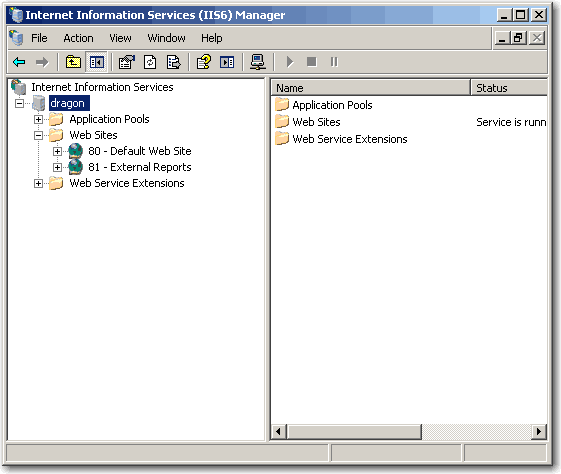 Internet Information Services (IIS6) Manager
File Action View Window Help
Internet Information Services
dragon
Application Pools
Web Sites
80 - Default Web Site
81 - External Reports
Web Service Extensions
Name Status
Application Pools
Web Sites Service is runn
Web Service Extensions